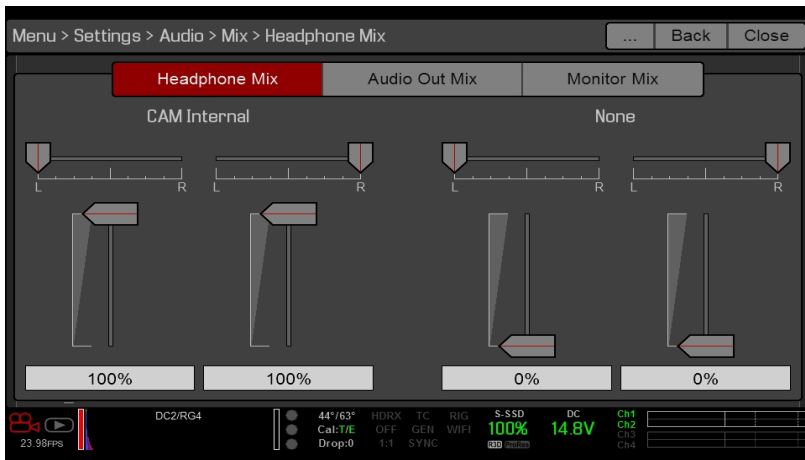 Menu > Settings > Audio > Mix > Headphone Mix
...
Back
Close
Headphone Mix
Audio Out Mix
Monitor Mix
CAM Internal
None
L R L R L R L R
100%
100%
0%
0%
23.98FPS
DC2/RG4
44°/63°
Cal:T/E
Drop:0
HDRX TC RIG
OFF GEN WIFI
1:1 SYNC
S-SSD
100%
R3D ProRes
DC
14.8V
Ch1
Ch2
Ch3
Ch4